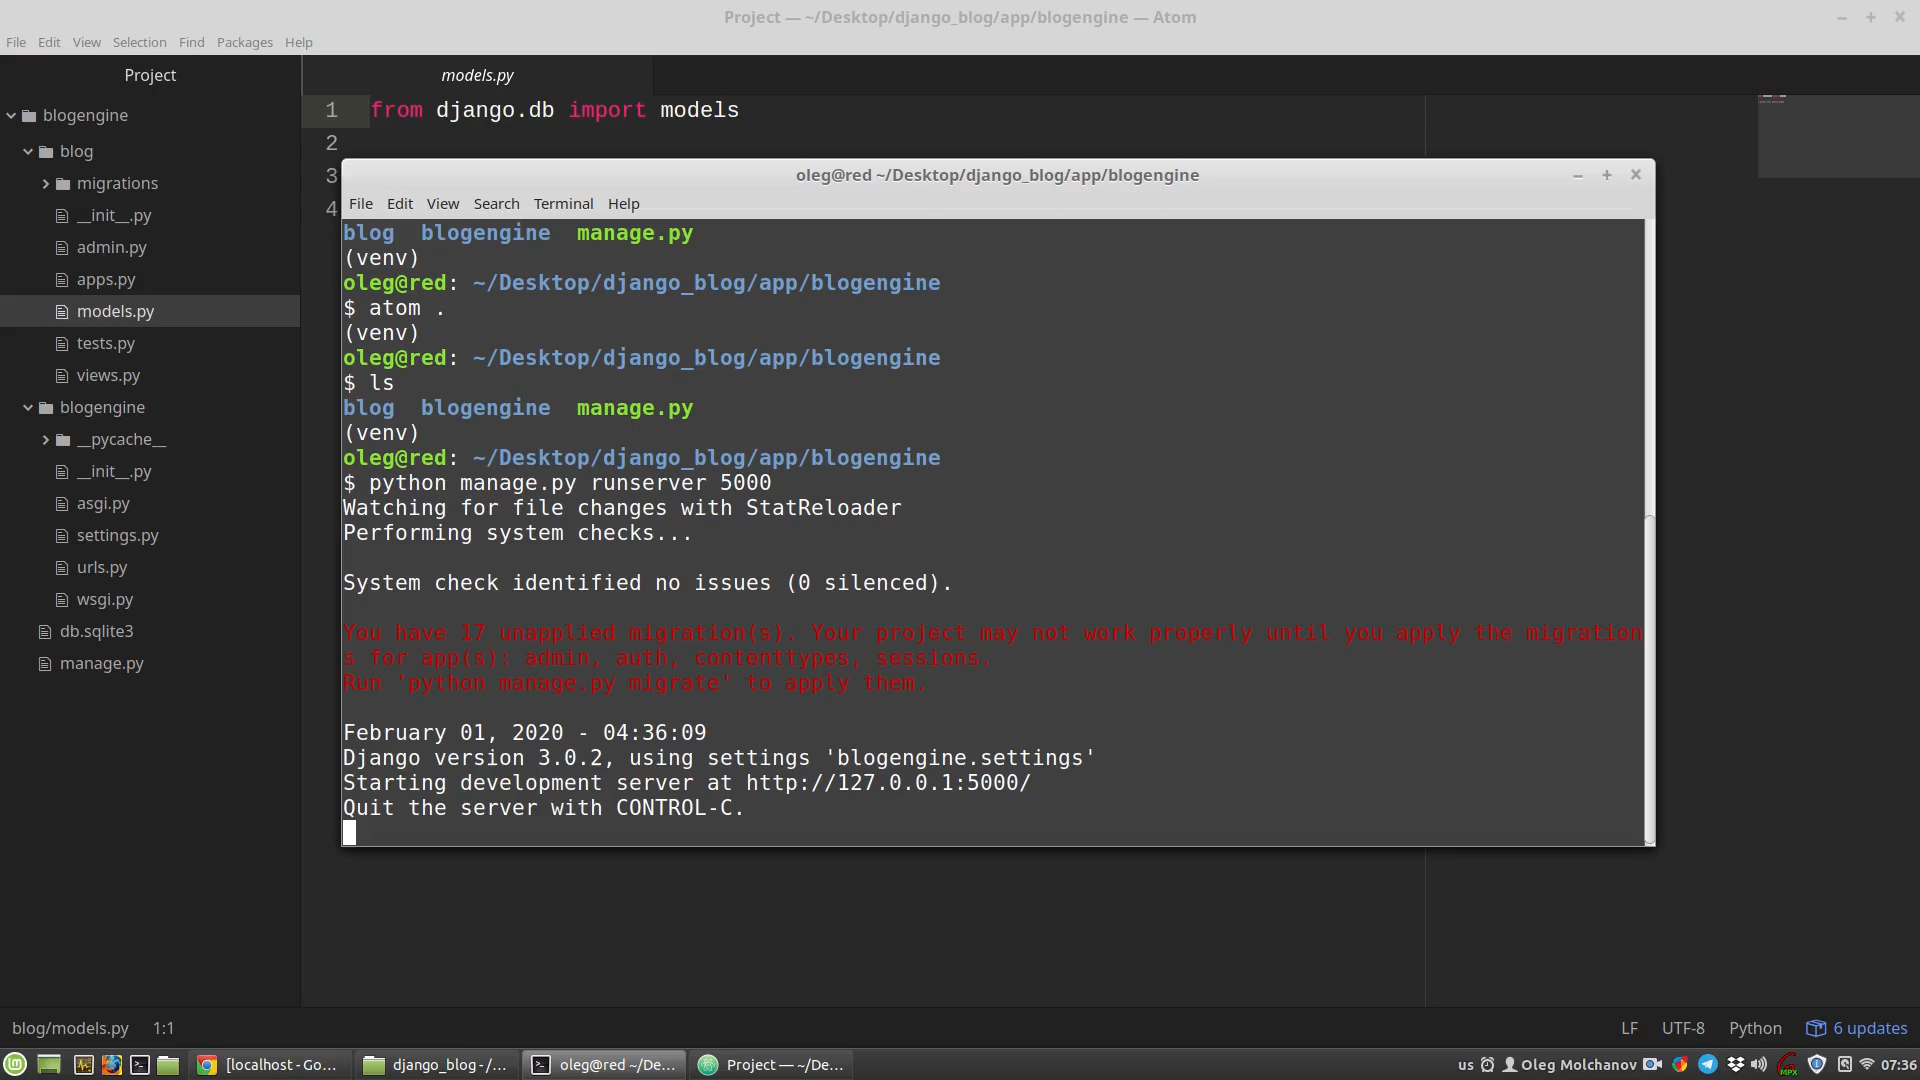 Project — ~/Desktop/django_blog/app/blogengine — Atom
File Edit View Selection Find Packages Help
Project
blogengine
blog
migrations
__init__.py
admin.py
apps.py
models.py
tests.py
views.py
blogengine
__pycache__
__init__.py
asgi.py
settings.py
urls.py
wsgi.py
db.sqlite3
manage.py
models.py
1 from django.db import models
2
3
4
oleg@red ~/Desktop/django_blog/app/blogengine
File Edit View Search Terminal Help
blog blogengine manage.py
(venv)
oleg@red: ~/Desktop/django_blog/app/blogengine
$ atom .
(venv)
oleg@red: ~/Desktop/django_blog/app/blogengine
$ ls
blog blogengine manage.py
(venv)
oleg@red: ~/Desktop/django_blog/app/blogengine
$ python manage.py runserver 5000
Watching for file changes with StatReloader
Performing system checks...
System check identified no issues (0 silenced).
You have 17 unapplied migration(s). Your project may not work properly until you apply the migration
s for app(s): admin, auth, contenttypes, sessions.
Run 'python manage.py migrate' to apply them.
February 01, 2020 - 04:36:09
Django version 3.0.2, using settings 'blogengine.settings'
Starting development server at http://127.0.0.1:5000/
Quit the server with CONTROL-C.
blog/models.py 1:1 LF UTF-8 Python 6 updates
[localhost - Go... django_blog - /... oleg@red ~/De... Project — ~/De... us Oleg Molchanov MPX 07:36